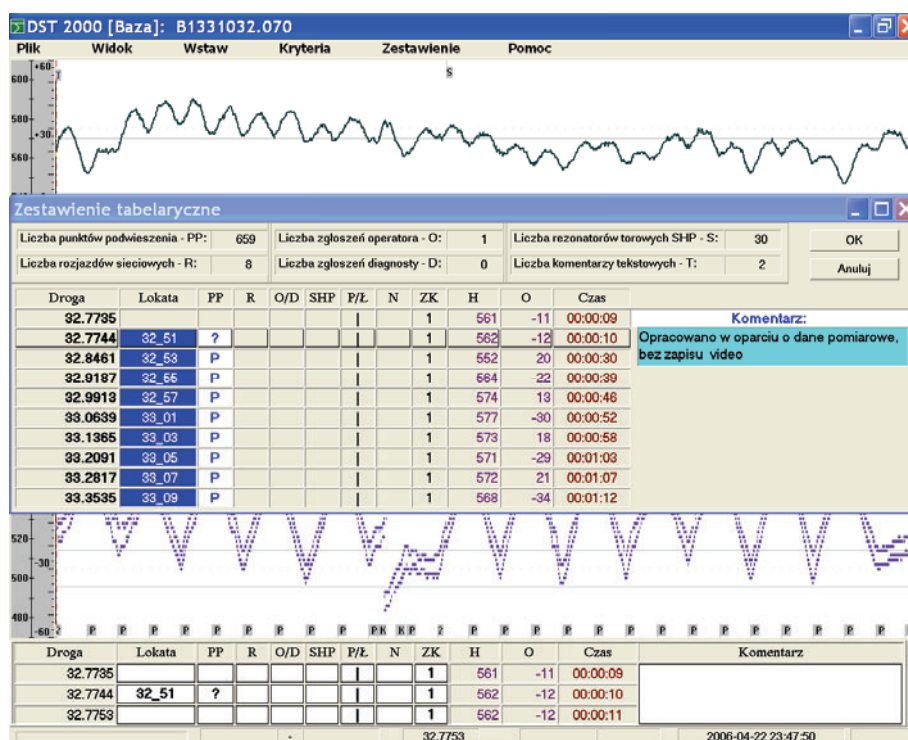 DST 2000 [Baza]: B1331032.070
Plik Widok Wstaw Kryteria Zestawienie Pomoc
+60
600 T S
580
+30
560
Zestawienie tabelaryczne
Liczba punktów podwieszenia - PP: 659 Liczba zgłoszeń operatora - O: 1 Liczba rezonatorów torowych SHP - S: 30 OK
Liczba rozjazdów sieciowych - R: 8 Liczba zgłoszeń diagnosty - D: 0 Liczba komentarzy tekstowych - T: 2 Anuluj
Droga Lokata PP R O/D SHP P/Ł N ZK H O Czas
32.7735 | 1 561 -11 00:00:09 Komentarz:
32.7744 32_51 ? | 1 562 -12 00:00:10 Opracowano w oparciu o dane pomiarowe,
32.8461 32_53 P | 1 552 20 00:00:30 bez zapisu video
32.9187 32_55 P | 1 564 22 00:00:39
32.9913 32_57 P | 1 574 13 00:00:46
33.0639 33_01 P | 1 577 -30 00:00:52
33.1365 33_03 P | 1 573 18 00:00:58
33.2091 33_05 P | 1 571 -29 00:01:03
33.2817 33_07 P | 1 572 21 00:01:07
33.3535 33_09 P | 1 568 -34 00:01:12
520
-30
500
480
-60 ? P P P P P P P P P PK KP ? P P P P P P P P P P P P P P
Droga Lokata PP R O/D SHP P/Ł N ZK H O Czas Komentarz
32.7735 | 1 561 -11 00:00:09
32.7744 32_51 ? | 1 562 -12 00:00:10
32.7753 | 1 562 -12 00:00:11
- 32.7753 2006-04-22 23:47:50